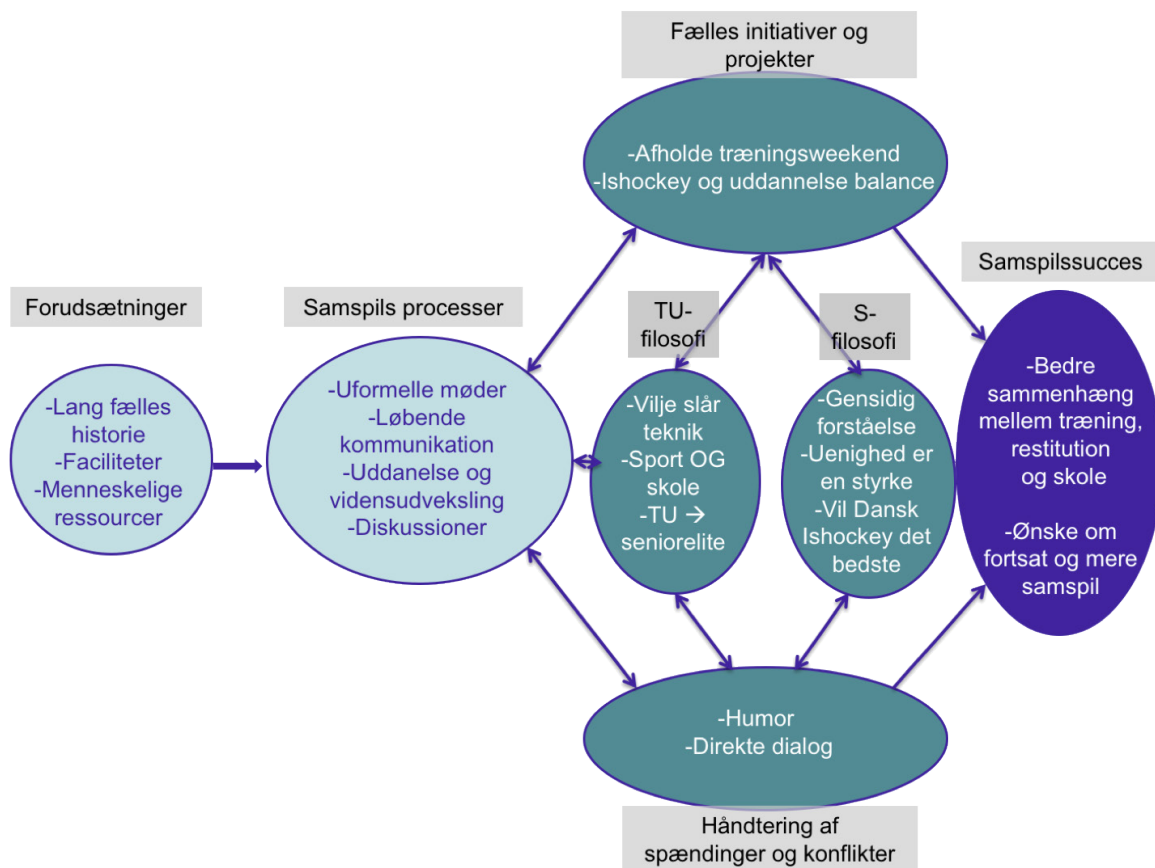 Fælles initiativer og
projekter
-Afholde træningsweekend
-Ishockey og uddannelse balance
Forudsætninger
-Lang fælles
historie
-Faciliteter
-Menneskelige
ressourcer
Samspils processer
-Uformelle møder
-Løbende
kommunikation
-Uddanelse og
vidensudveksling
-Diskussioner
TU-
filosofi
-Vilje slår
teknik
-Sport OG
skole
-TU →
seniorelite
S-
filosofi
-Gensidig
forståelse
-Uenighed er
en styrke
-Vil Dansk
Ishockey det
bedste
Samspilssucces
-Bedre
sammenhæng
mellem træning,
restitution
og skole
-Ønske om
fortsat og mere
samspil
-Humor
-Direkte dialog
Håndtering af
spændinger og konflikter